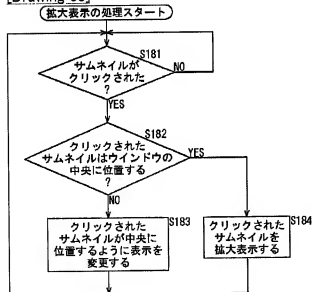 拡大表示の処理スタート
S181
サムネイルが
クリックされた
?
NO
YES
S182
クリックされた
サムネイルはウインドウの
中央に位置する
?
YES
NO
S183
クリックされた
サムネイルが中央に
位置するように表示を
変更する
S184
クリックされた
サムネイルを
拡大表示する